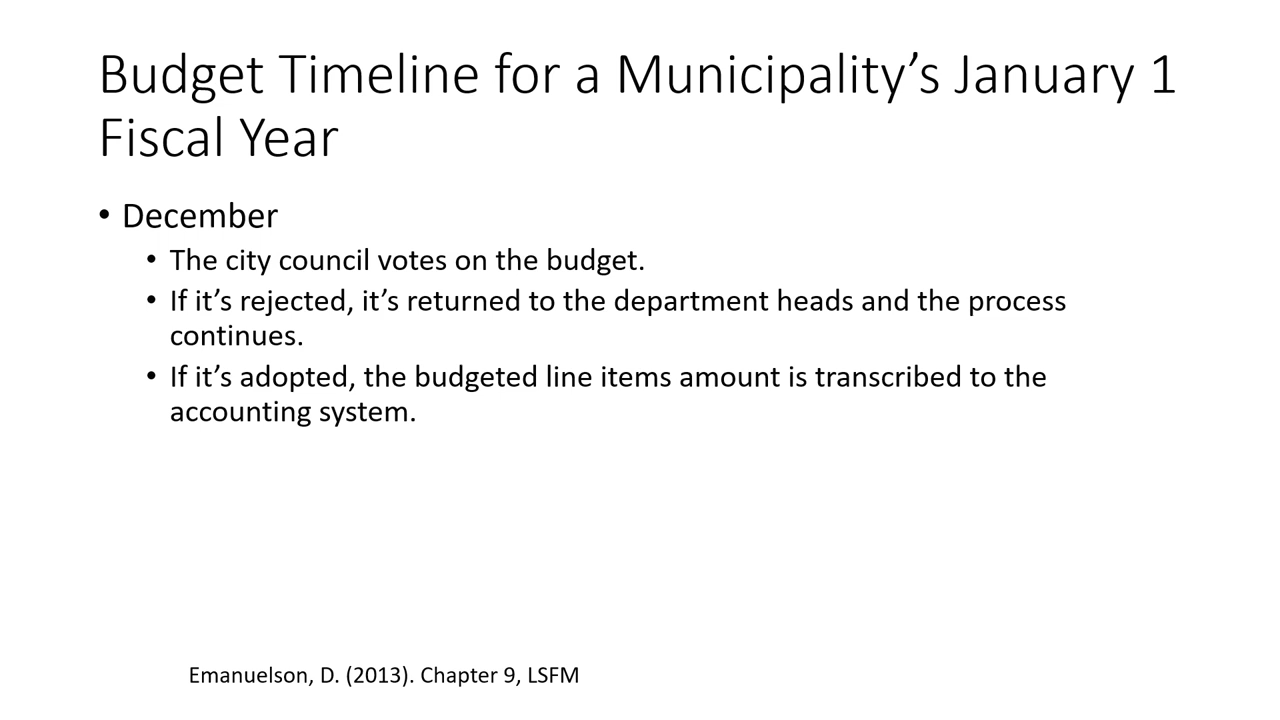 Budget Timeline for a Municipality’s January 1
Fiscal Year
• December
• The city council votes on the budget.
• If it’s rejected, it’s returned to the department heads and the process
continues.
• If it’s adopted, the budgeted line items amount is transcribed to the
accounting system.
Emanuelson, D. (2013). Chapter 9, LSFM